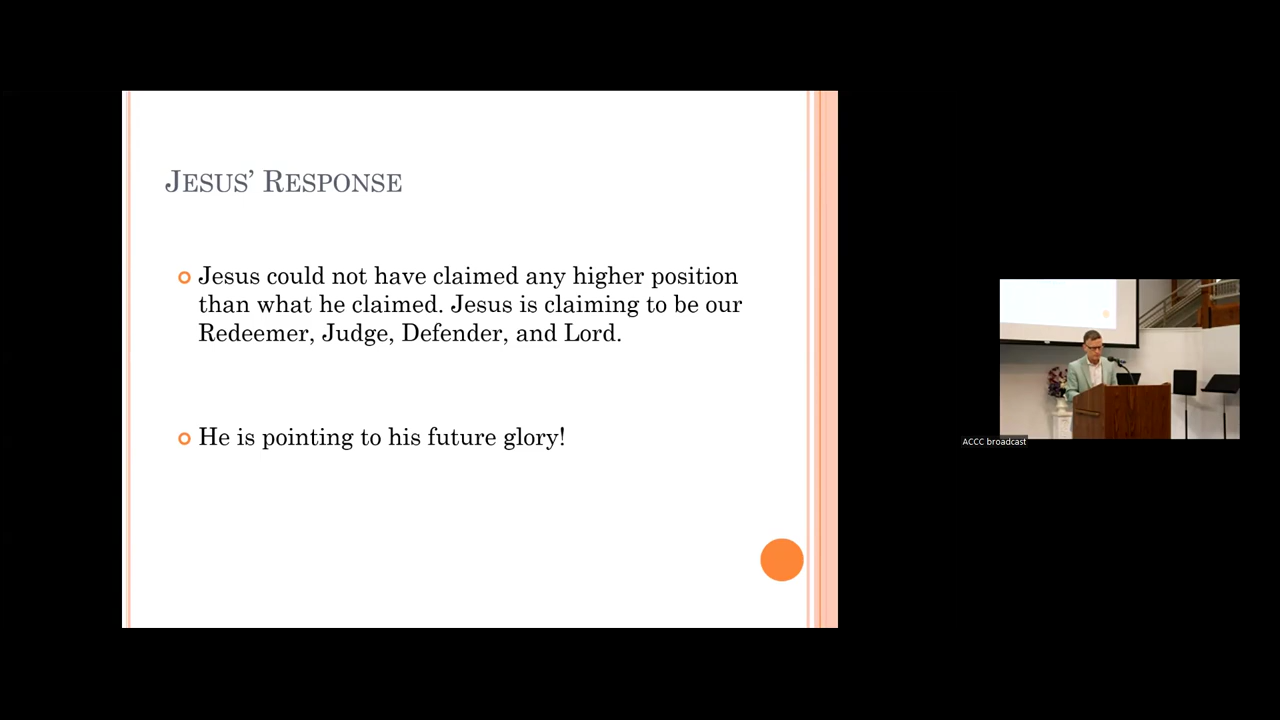 JESUS’ RESPONSE
Jesus could not have claimed any higher position
than what he claimed. Jesus is claiming to be our
Redeemer, Judge, Defender, and Lord.
He is pointing to his future glory!
ACCC broadcast